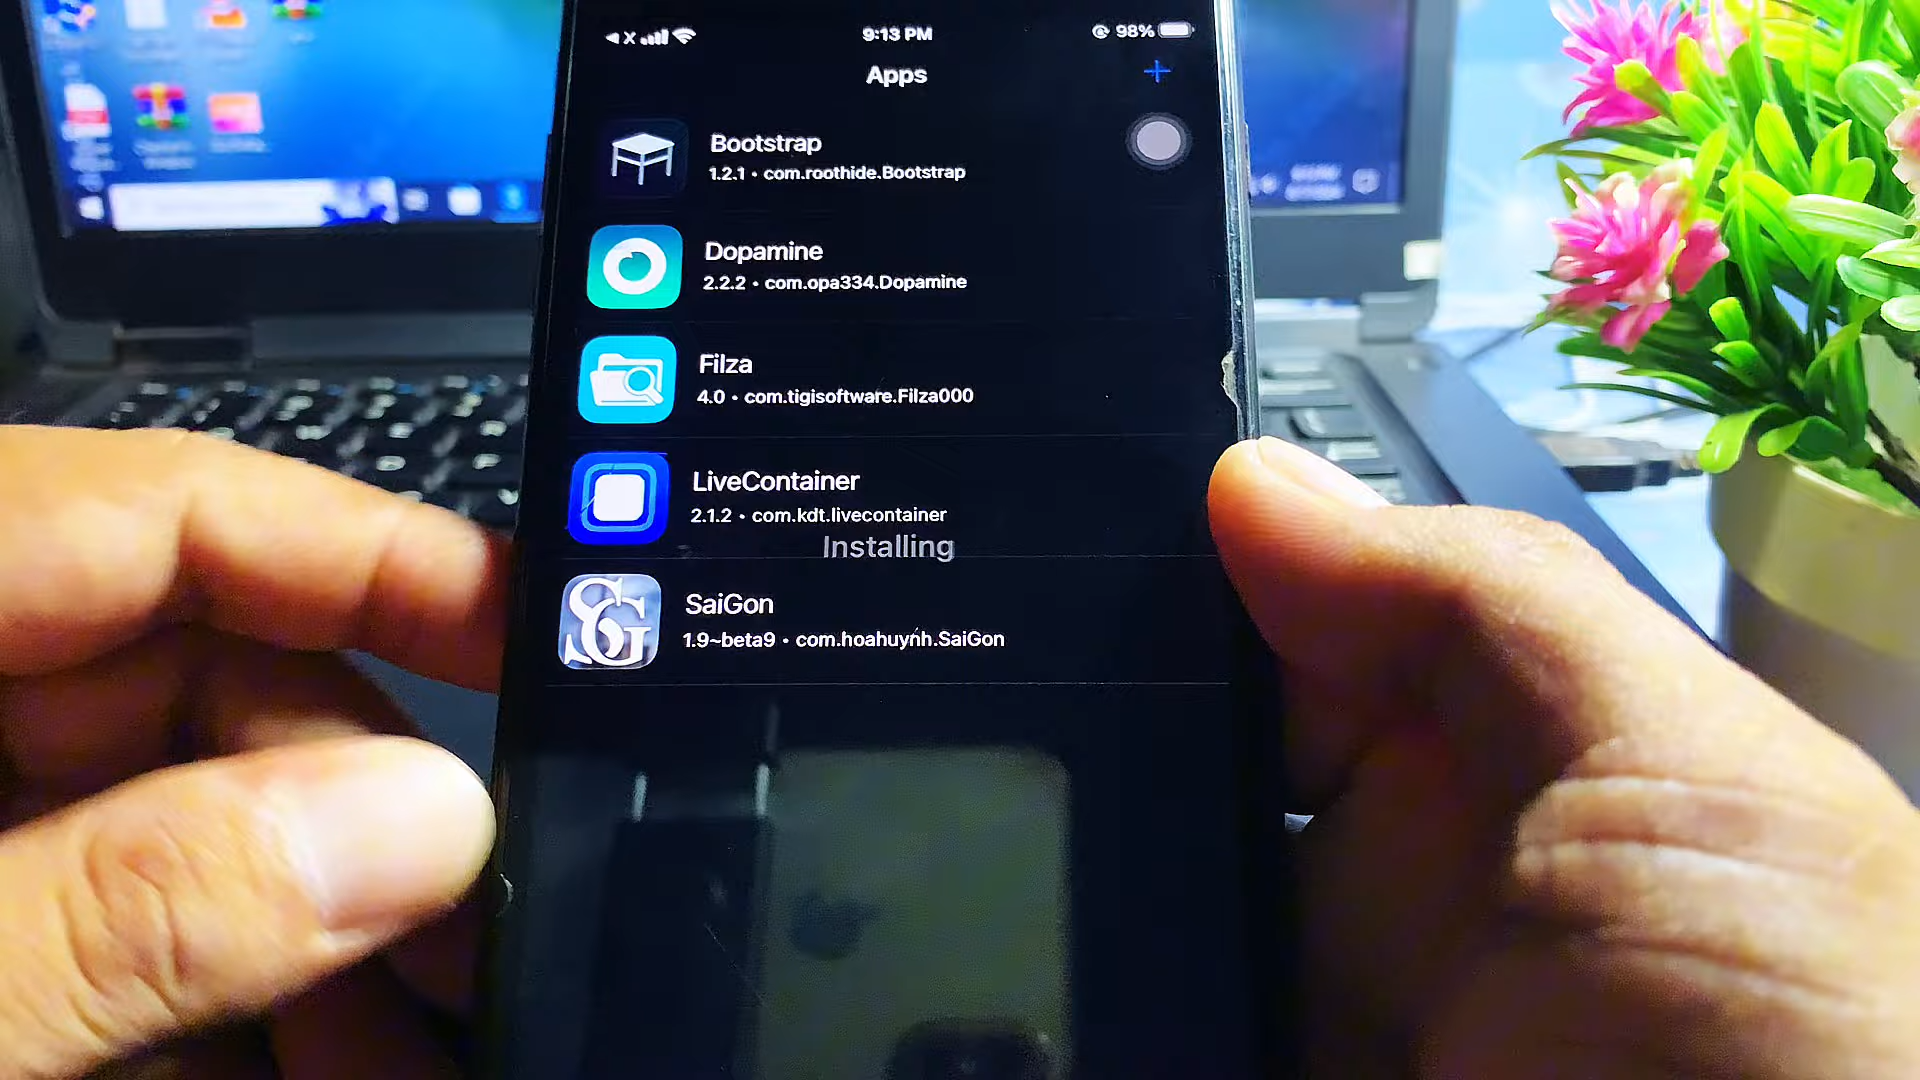 X
9:13 PM
98%
Apps
+
Bootstrap
1.2.1 • com.roothide.Bootstrap
Dopamine
2.2.2 • com.opa334.Dopamine
Filza
4.0 • com.tigisoftware.Filza000
LiveContainer
2.1.2 • com.kdt.livecontainer
Installing
SG
SaiGon
1.9~beta9 • com.hoahuynh.SaiGon